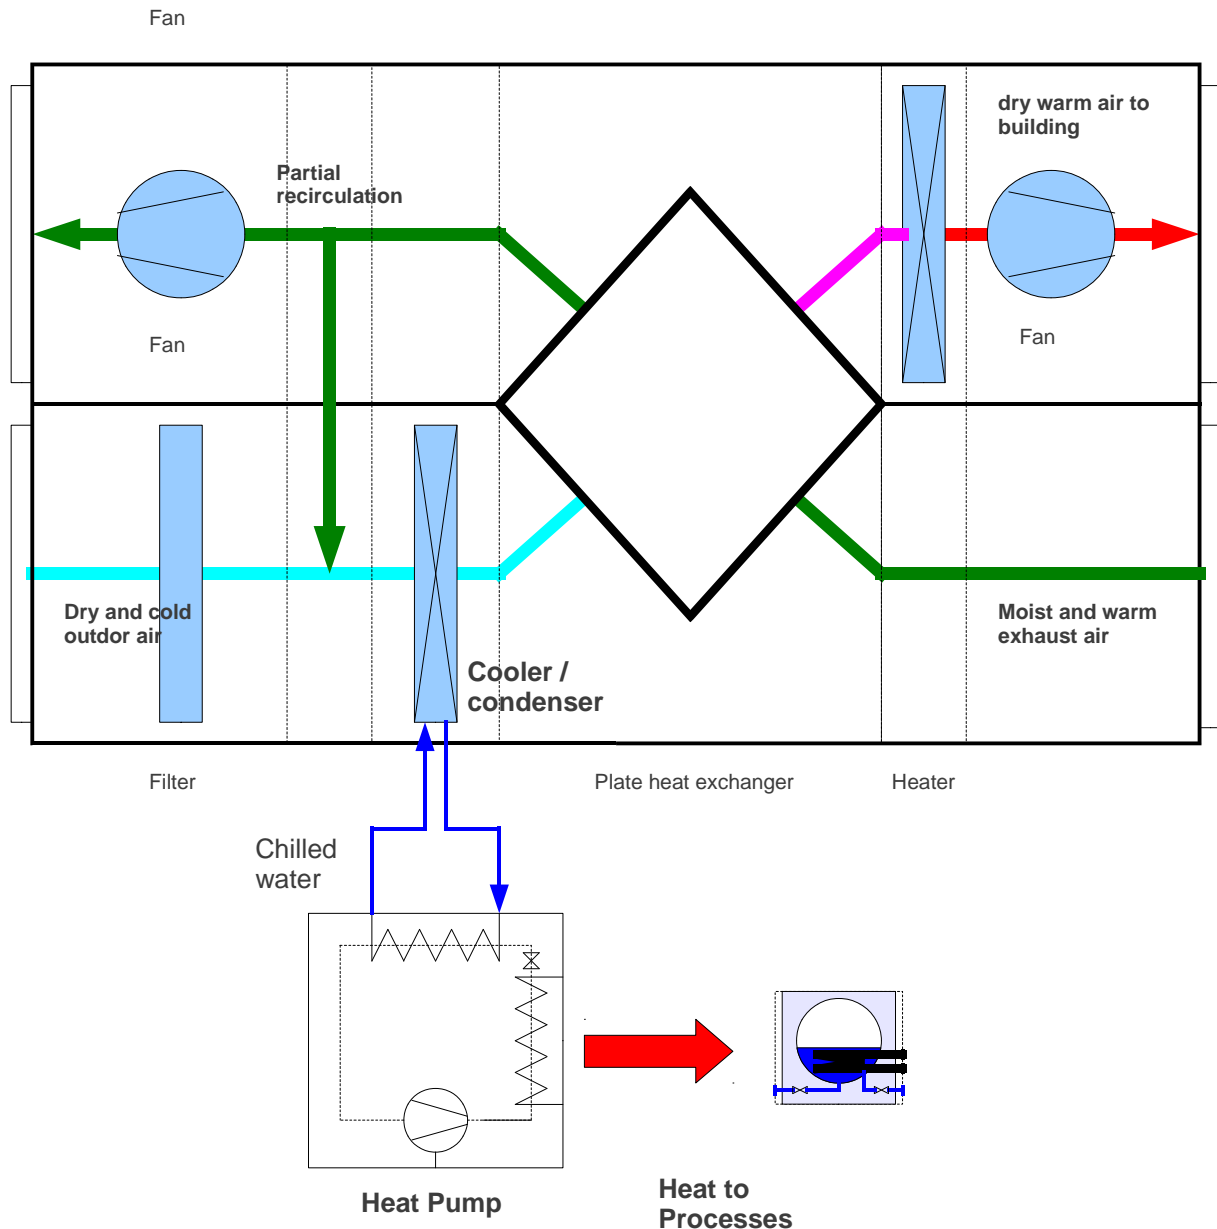 Fan
dry warm air to
building
Partial
recirculation
Fan
Fan
Dry and cold
outdor air
Moist and warm
exhaust air
Cooler /
condenser
Filter
Plate heat exchanger
Heater
Chilled
water
Heat Pump
Heat to
Processes